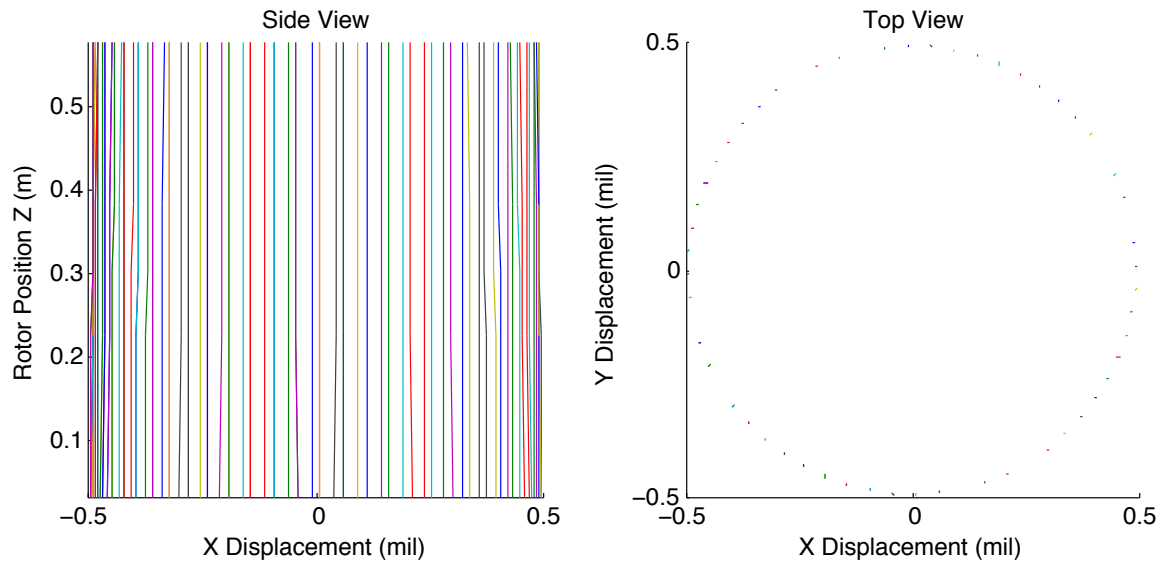 Side View
Rotor Position Z (m)
0.5
0.4
0.3
0.2
0.1
−0.5
0
0.5
X Displacement (mil)
Top View
Y Displacement (mil)
0.5
0
−0.5
−0.5
0
0.5
X Displacement (mil)